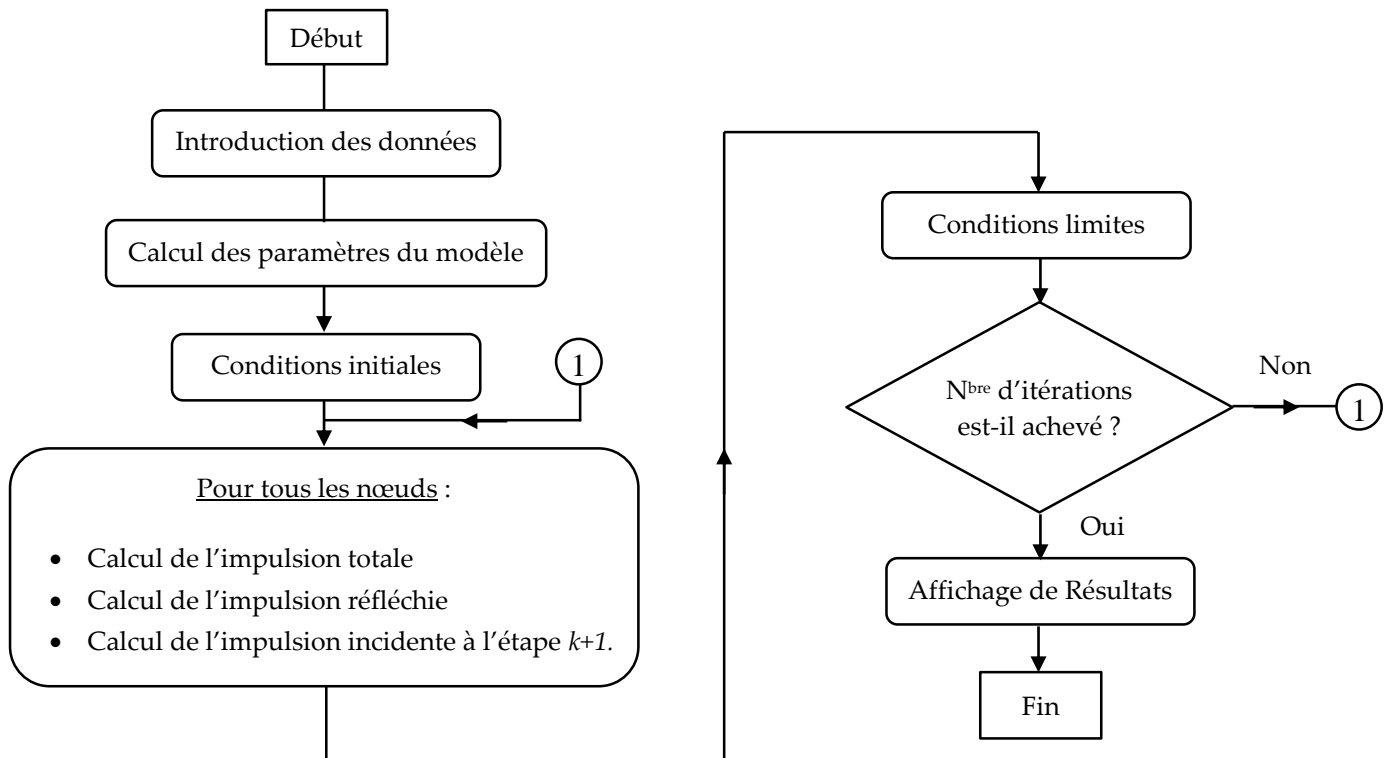 Début
Introduction des données
Calcul des paramètres du modèle
Conditions initiales
1
Pour tous les nœuds :
• Calcul de l’impulsion totale
• Calcul de l’impulsion réfléchie
• Calcul de l’impulsion incidente à l’étape k+1.
Conditions limites
Nbre d’itérations
est-il achevé ?
Non
1
Oui
Affichage de Résultats
Fin